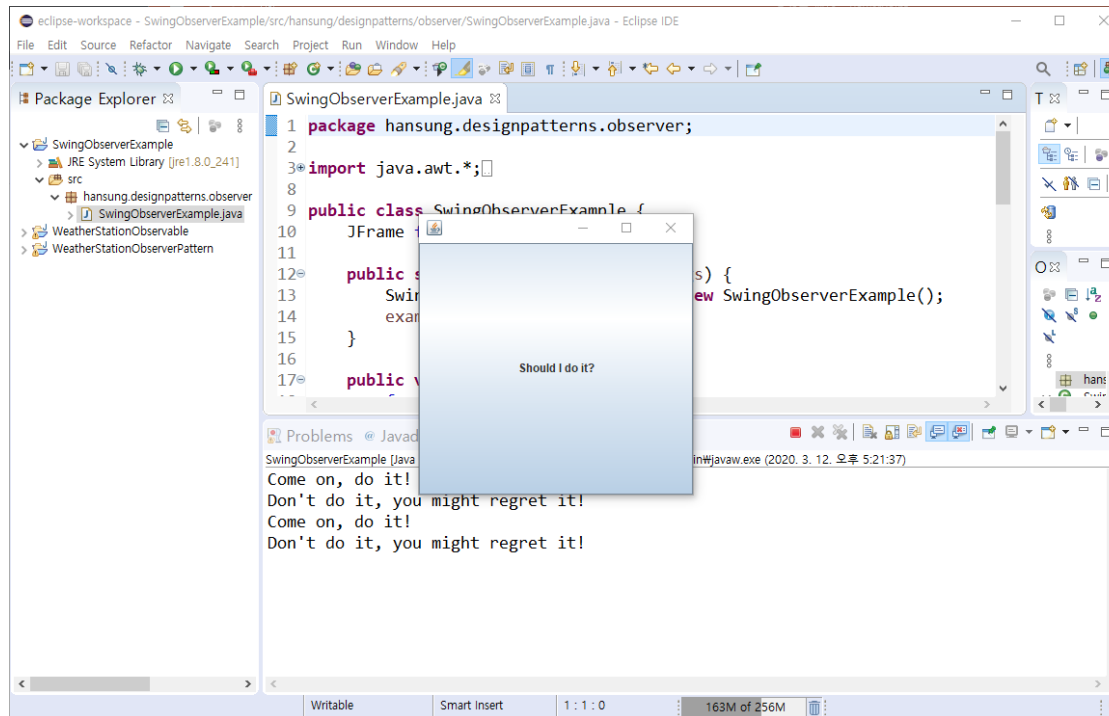 eclipse-workspace - SwingObserverExample/src/hansung/designpatterns/observer/SwingObserverExample.java - Eclipse IDE
File Edit Source Refactor Navigate Search Project Run Window Help
Package Explorer
SwingObserverExample
JRE System Library [jre1.8.0_241]
src
hansung.designpatterns.observer
SwingObserverExample.java
WeatherStationObservable
WeatherStationObserverPattern
SwingObserverExample.java
1 package hansung.designpatterns.observer;
2
3 import java.awt.*;
8
9 public class SwingObserverExample {
10 JFrame
11
12 public s) {
13 Swin ew SwingObserverExample();
14 exam
15 }
16
17 public v
Should I do it?
T
O
hans
Problems @ Javad
SwingObserverExample [Java in₩javaw.exe (2020. 3. 12. 오후 5:21:37)
Come on, do it!
Don't do it, you might regret it!
Come on, do it!
Don't do it, you might regret it!
Writable Smart Insert 1 : 1 : 0 163M of 256M